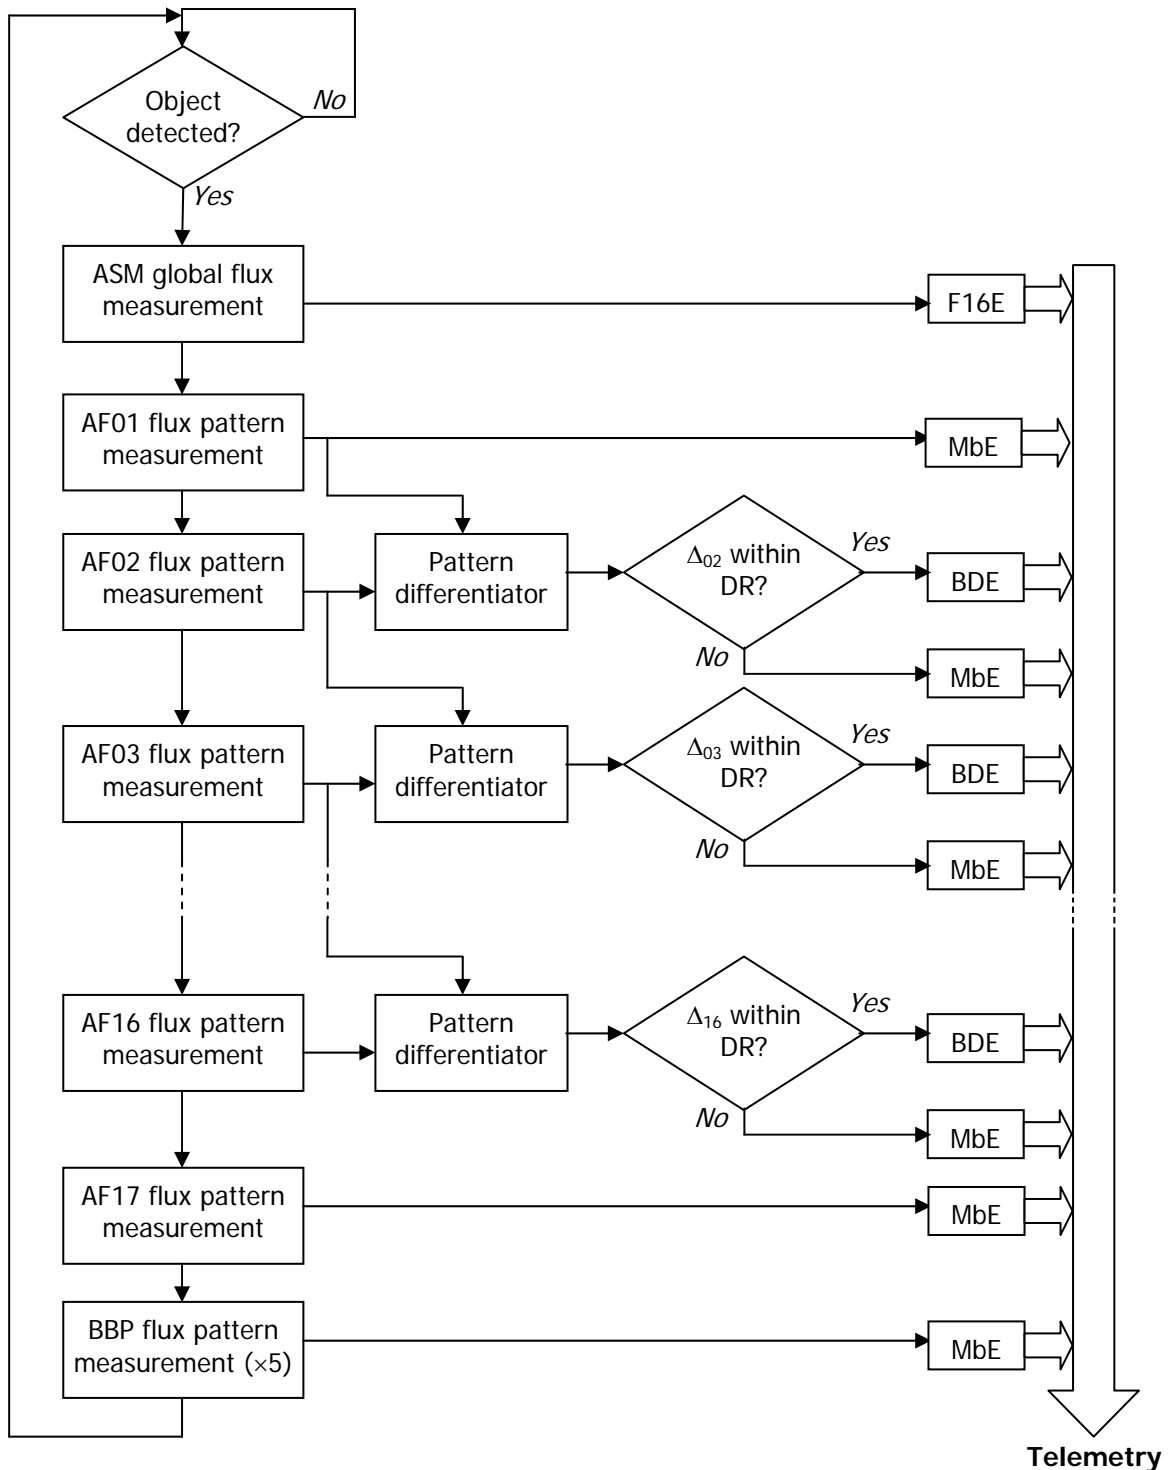 Object
detected?
No
Yes
ASM global flux
measurement
F16E
AF01 flux pattern
measurement
MbE
AF02 flux pattern
measurement
Pattern
differentiator
Δ02 within
DR?
Yes
BDE
No
MbE
AF03 flux pattern
measurement
Pattern
differentiator
Δ03 within
DR?
Yes
BDE
No
MbE
AF16 flux pattern
measurement
Pattern
differentiator
Δ16 within
DR?
Yes
BDE
No
MbE
AF17 flux pattern
measurement
MbE
BBP flux pattern
measurement (×5)
MbE
Telemetry